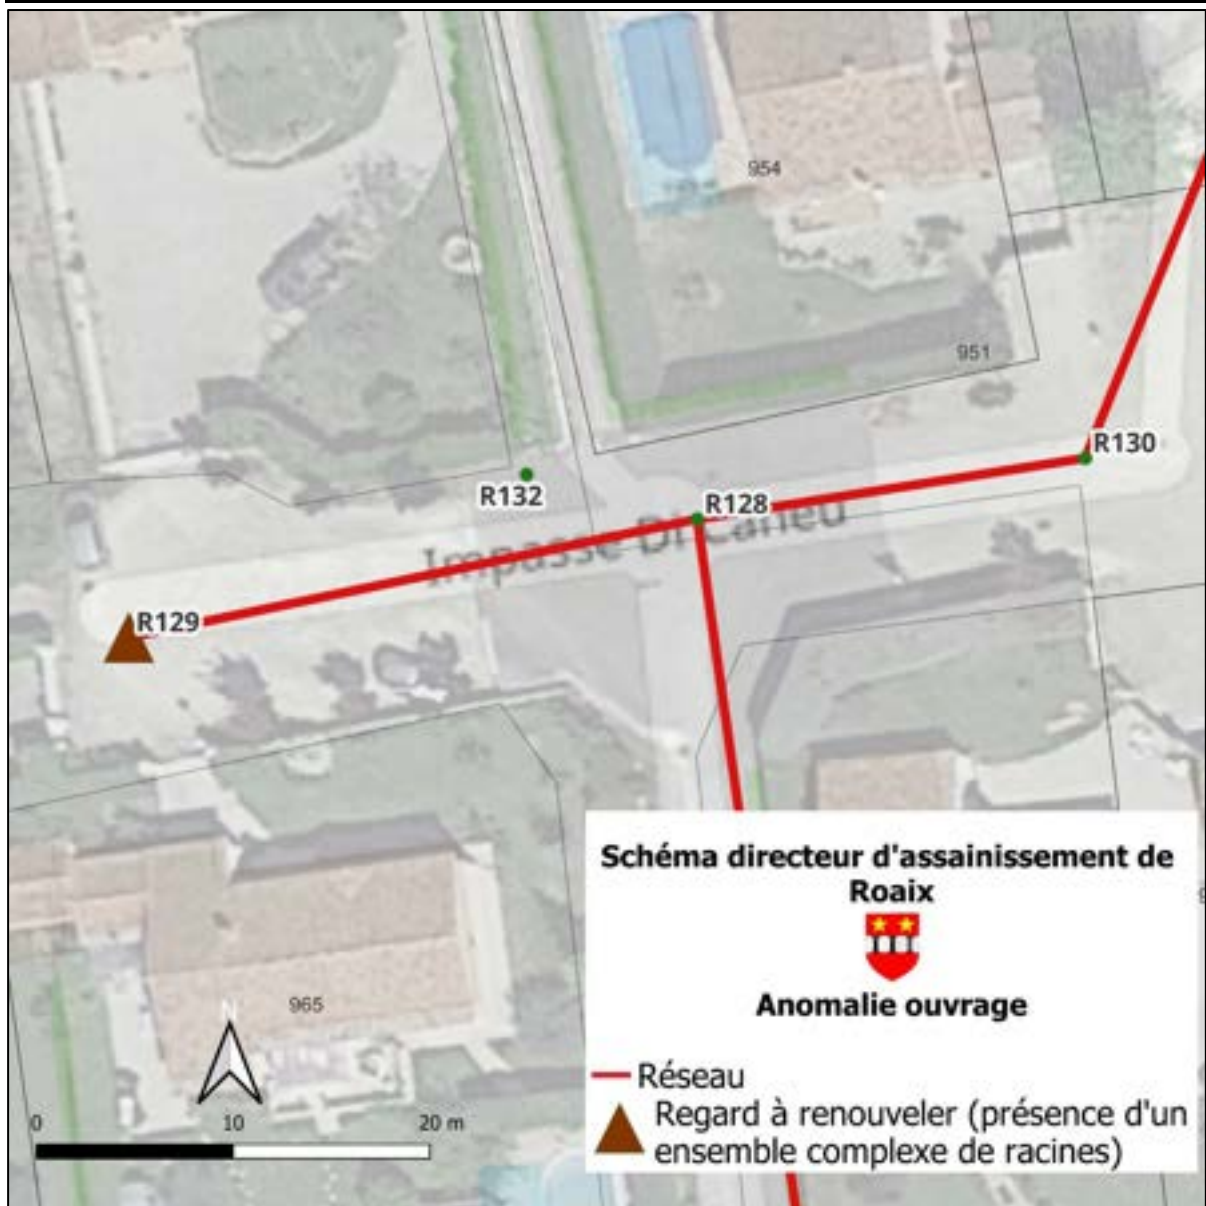 954
951
R130
R132
R128
Impasse Di Caneu
R129
Schéma directeur d'assainissement de
Roaix
Anomalie ouvrage
965
N
Réseau
Regard à renouveler (présence d'un
ensemble complexe de racines)
0 10 20 m